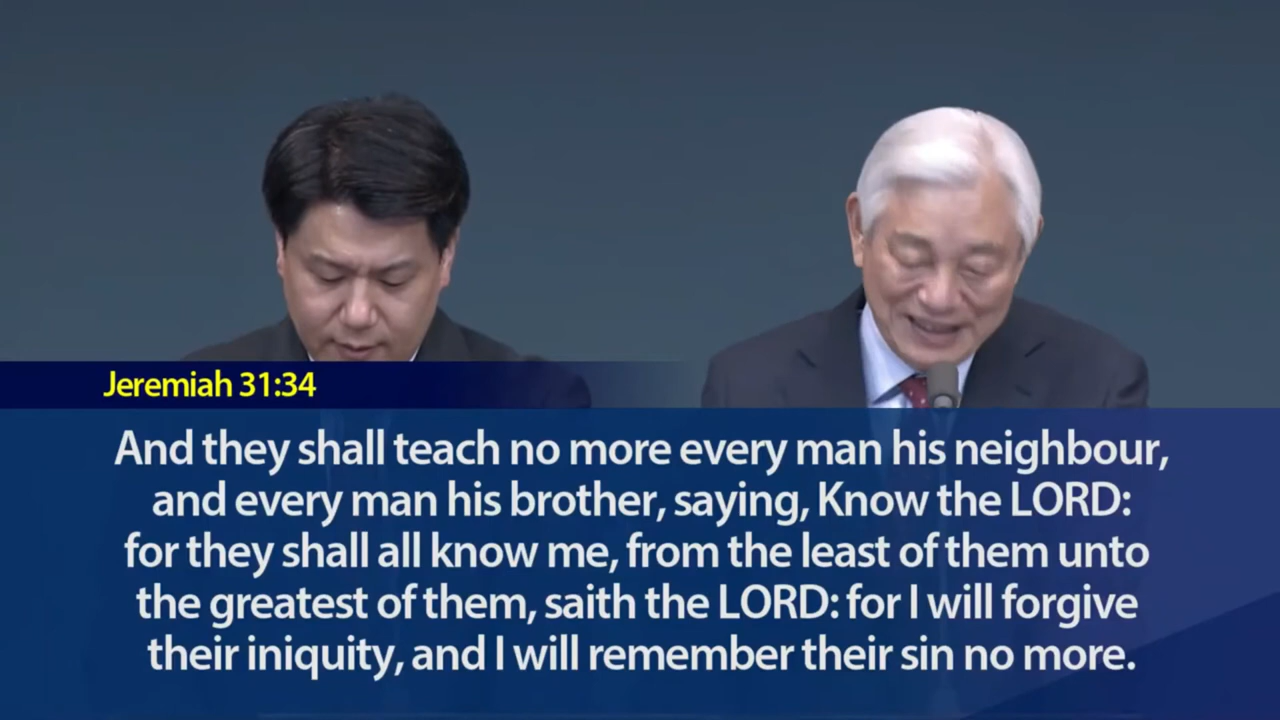 Jeremiah 31:34
And they shall teach no more every man his neighbour,
and every man his brother, saying, Know the LORD:
for they shall all know me, from the least of them unto
the greatest of them, saith the LORD: for I will forgive
their iniquity, and I will remember their sin no more.